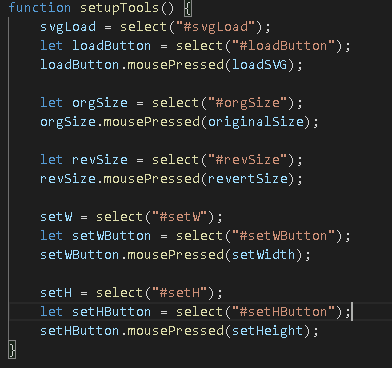 function setupTools() {
svgLoad = select("#svgLoad");
let loadButton = select("#loadButton");
loadButton.mousePressed(loadSVG);
let orgSize = select("#orgSize");
orgSize.mousePressed(originalSize);
let revSize = select("#revSize");
revSize.mousePressed(revertSize);
setW = select("#setW");
let setWButton = select("#setWButton");
setWButton.mousePressed(setWidth);
setH = select("#setH");
let setHButton = select("#setHButton");
setHButton.mousePressed(setHeight);
}